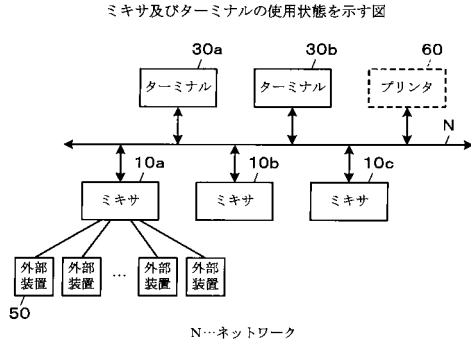 ミキサ及びターミナルの使用状態を示す図
30a
30b
60
ターミナル
ターミナル
プリンタ
N
10a
10b
10c
ミキサ
ミキサ
ミキサ
外部
装置
外部
装置
…
外部
装置
外部
装置
50
N…ネットワーク